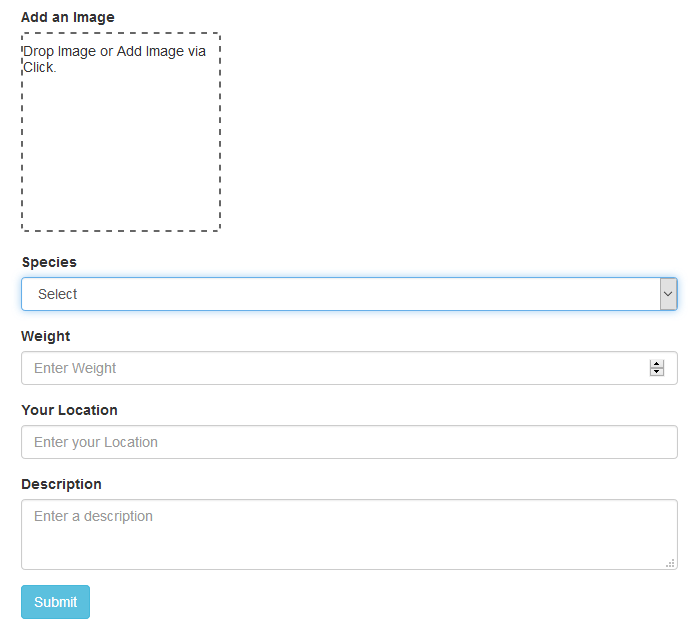 Add an Image
Drop Image or Add Image via
Click.
Species
Select
Weight
Enter Weight
Your Location
Enter your Location
Description
Enter a description
Submit